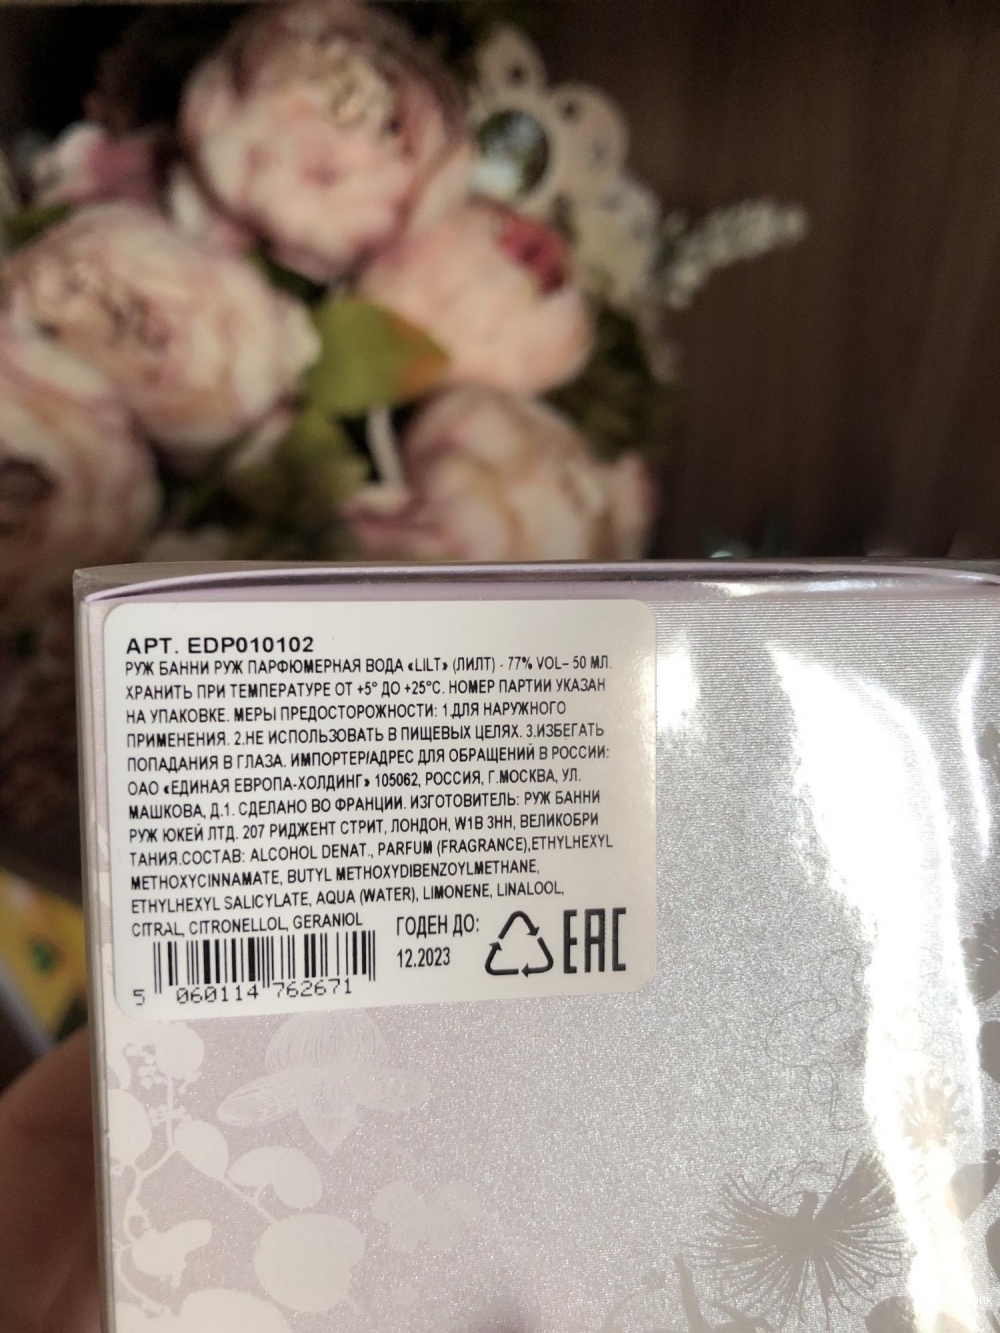 АРТ. EDP010102
РУЖ БАННИ РУЖ ПАРФЮМЕРНАЯ ВОДА «LILT» (ЛИЛТ) - 77% VOL– 50 МЛ.
ХРАНИТЬ ПРИ ТЕМПЕРАТУРЕ ОТ +5° ДО +25°С. НОМЕР ПАРТИИ УКАЗАН
НА УПАКОВКЕ. МЕРЫ ПРЕДОСТОРОЖНОСТИ: 1.ДЛЯ НАРУЖНОГО
ПРИМЕНЕНИЯ. 2.НЕ ИСПОЛЬЗОВАТЬ В ПИЩЕВЫХ ЦЕЛЯХ. 3.ИЗБЕГАТЬ
ПОПАДАНИЯ В ГЛАЗА. ИМПОРТЕР/АДРЕС ДЛЯ ОБРАЩЕНИЙ В РОССИИ:
ОАО «ЕДИНАЯ ЕВРОПА-ХОЛДИНГ» 105062, РОССИЯ, Г.МОСКВА, УЛ.
МАШКОВА, Д.1. СДЕЛАНО ВО ФРАНЦИИ. ИЗГОТОВИТЕЛЬ: РУЖ БАННИ
РУЖ ЮКЕЙ ЛТД. 207 РИДЖЕНТ СТРИТ, ЛОНДОН, W1B 3HH, ВЕЛИКОБРИ
ТАНИЯ.СОСТАВ: ALCOHOL DENAT., PARFUM (FRAGRANCE),ETHYLHEXYL
METHOXYCINNAMATE, BUTYL METHOXYDIBENZOYLMETHANE,
ETHYLHEXYL SALICYLATE, AQUA (WATER), LIMONENE, LINALOOL,
CITRAL, CITRONELLOL, GERANIOL
ГОДЕН ДО:
12.2023
EAC
5 060114 762671